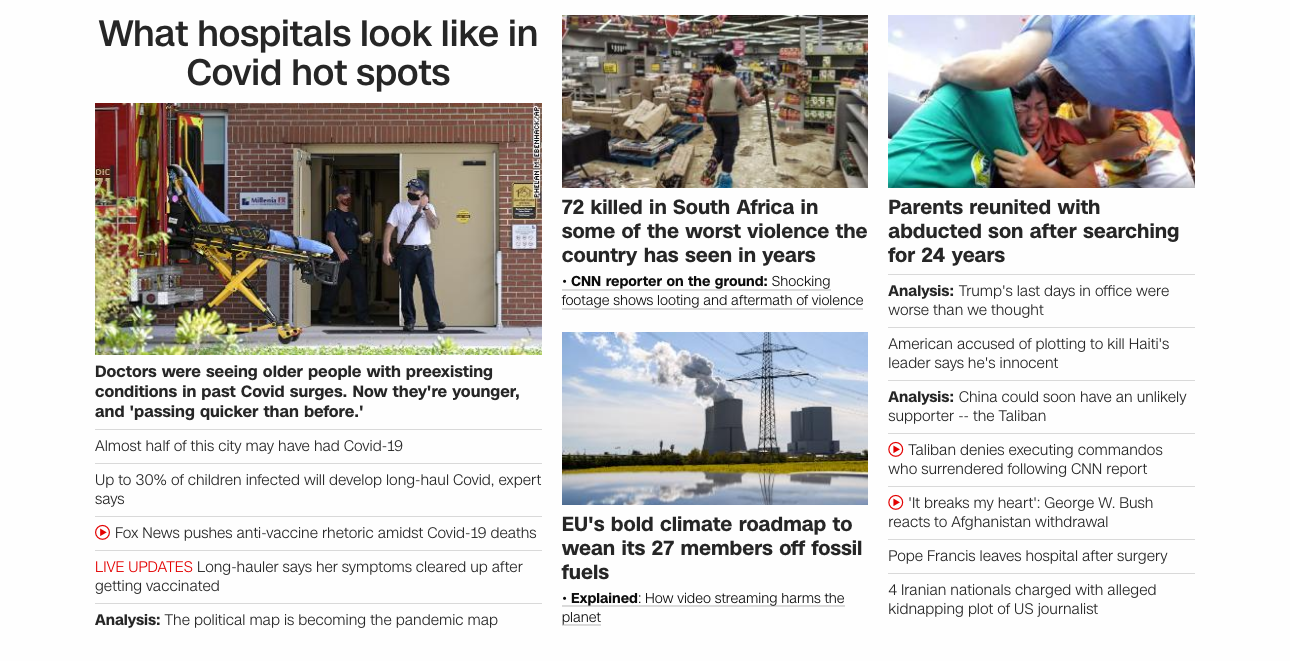 What hospitals look like in
Covid hot spots
PHELAN M. EBENHACK/AP
Millenia
Doctors were seeing older people with preexisting
conditions in past Covid surges. Now they're younger,
and 'passing quicker than before.'
Almost half of this city may have had Covid-19
Up to 30% of children infected will develop long-haul Covid, expert
says
Fox News pushes anti-vaccine rhetoric amidst Covid-19 deaths
LIVE UPDATES Long-hauler says her symptoms cleared up after
getting vaccinated
Analysis: The political map is becoming the pandemic map
72 killed in South Africa in
some of the worst violence the
country has seen in years
• CNN reporter on the ground: Shocking
footage shows looting and aftermath of violence
EU's bold climate roadmap to
wean its 27 members off fossil
fuels
• Explained: How video streaming harms the
planet
Parents reunited with
abducted son after searching
for 24 years
Analysis: Trump's last days in office were
worse than we thought
American accused of plotting to kill Haiti's
leader says he's innocent
Analysis: China could soon have an unlikely
supporter -- the Taliban
Taliban denies executing commandos
who surrendered following CNN report
'It breaks my heart': George W. Bush
reacts to Afghanistan withdrawal
Pope Francis leaves hospital after surgery
4 Iranian nationals charged with alleged
kidnapping plot of US journalist